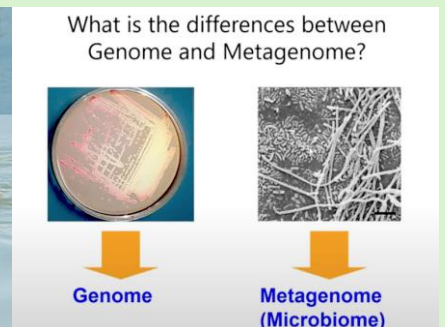 What is the differences between
Genome and Metagenome?
Genome
Metagenome
(Microbiome)